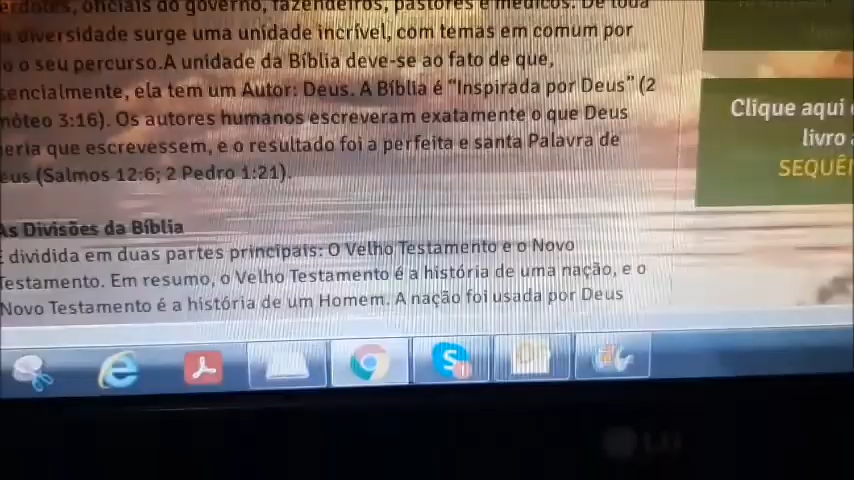 oficiais do governo, fazendeiros, pastores e médicos. De toda
a diversidade surge uma unidade incrível, com temas em comum por
o o seu percurso.A unidade da Bíblia deve-se ao fato de que,
sencialmente, ela tem um Autor: Deus. A Bíblia é "Inspirada por Deus" (2
móteo 3:16). Os autores humanos escreveram exatamente o que Deus
eria que escrevessem, e o resultado foi a perfeita e santa Palavra de
eus (Salmos 12:6; 2 Pedro 1:21).
As Divisões da Bíblia
É dividida em duas partes principais: O Velho Testamento e o Novo
Testamento. Em resumo, o Velho Testamento é a história de uma nação, e o
Novo Testamento é a história de um Homem. A nação foi usada por Deus
Clique aqui
livro
SEQUÊN
LG